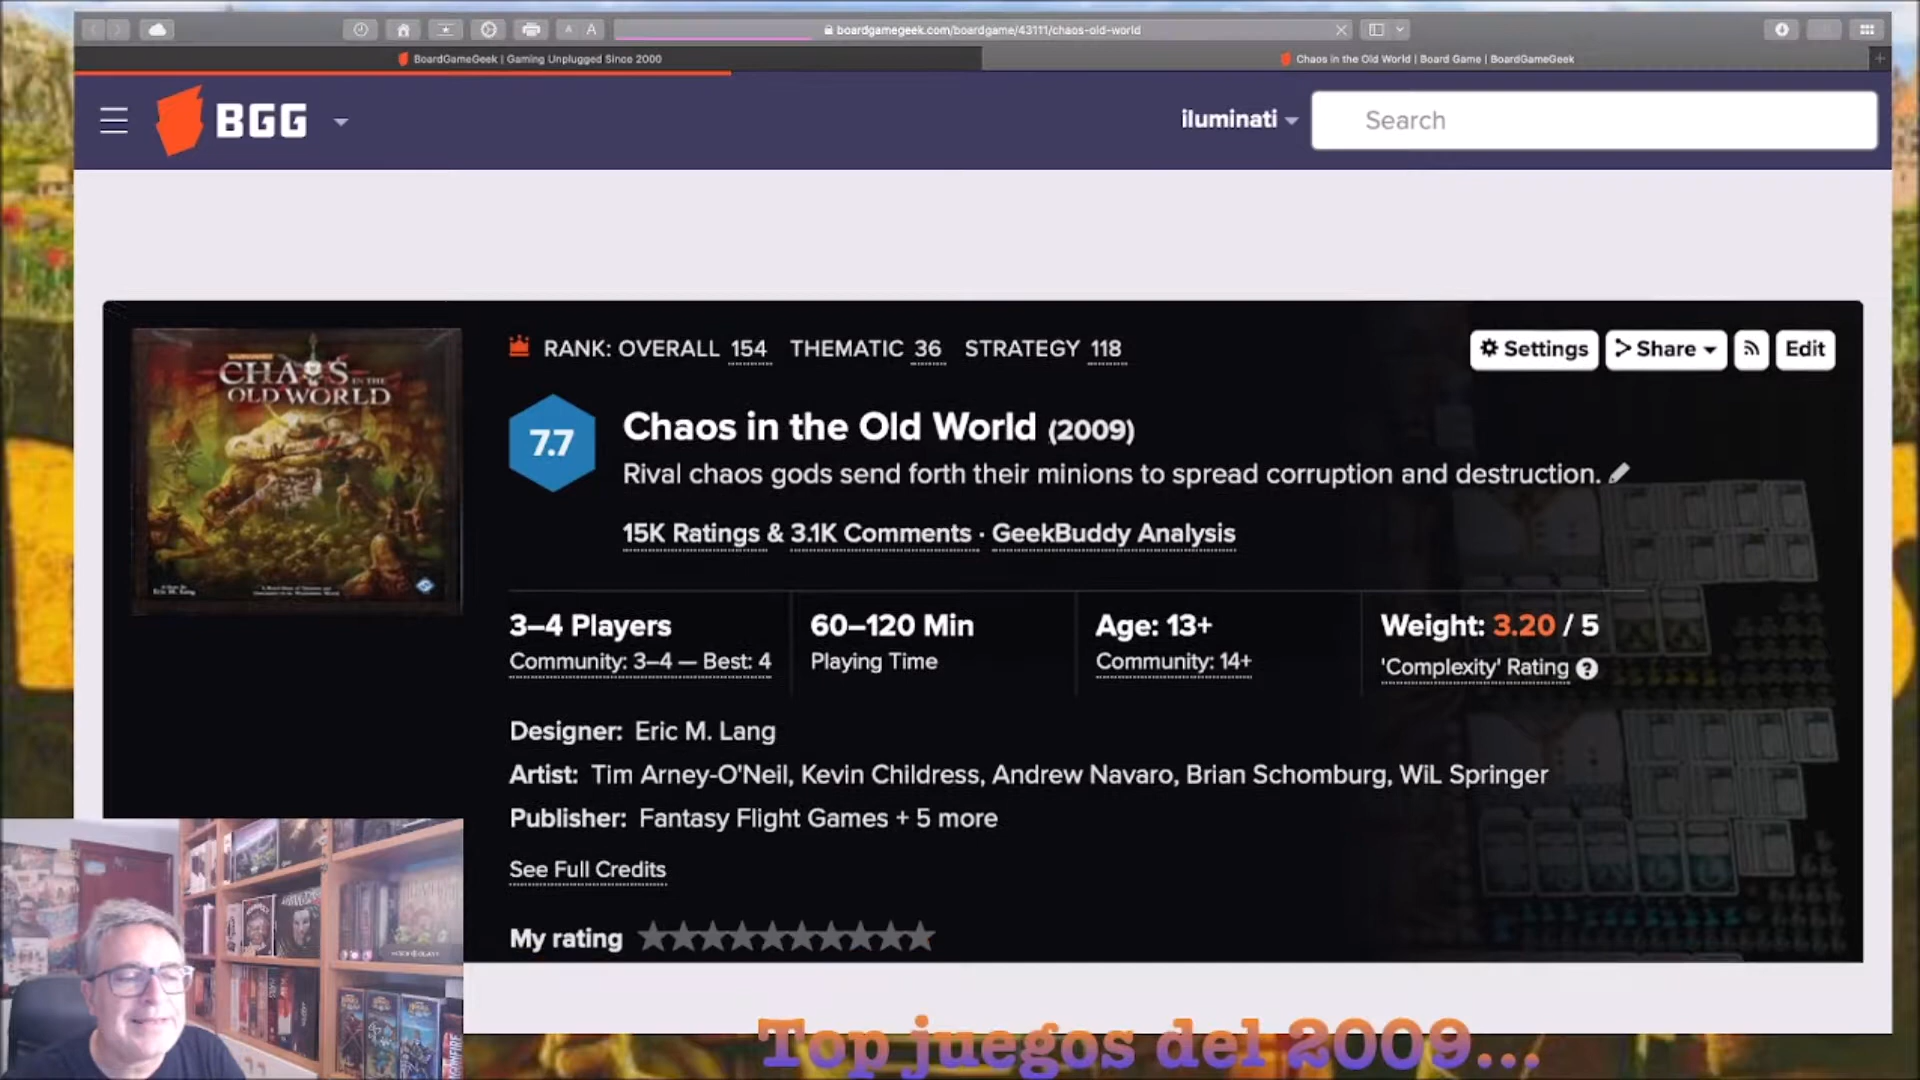 boardgamegeek.com/boardgame/43111/chaos-old-world
BoardGameGeek | Gaming Unplugged Since 2000
Chaos in the Old World | Board Game | BoardGameGeek
BGG
iluminati
Search
RANK: OVERALL 154 THEMATIC 36 STRATEGY 118
Settings
Share
Edit
CHAOS IN THE
OLD WORLD
Eric M. Lang
7.7
Chaos in the Old World (2009)
Rival chaos gods send forth their minions to spread corruption and destruction.
15K Ratings & 3.1K Comments · GeekBuddy Analysis
3–4 Players
Community: 3–4 — Best: 4
60–120 Min
Playing Time
Age: 13+
Community: 14+
Weight: 3.20 / 5
'Complexity' Rating ?
Designer: Eric M. Lang
Artist: Tim Arney-O'Neil, Kevin Childress, Andrew Navaro, Brian Schomburg, WiL Springer
Publisher: Fantasy Flight Games + 5 more
See Full Credits
My rating
Top juegos del 2009...